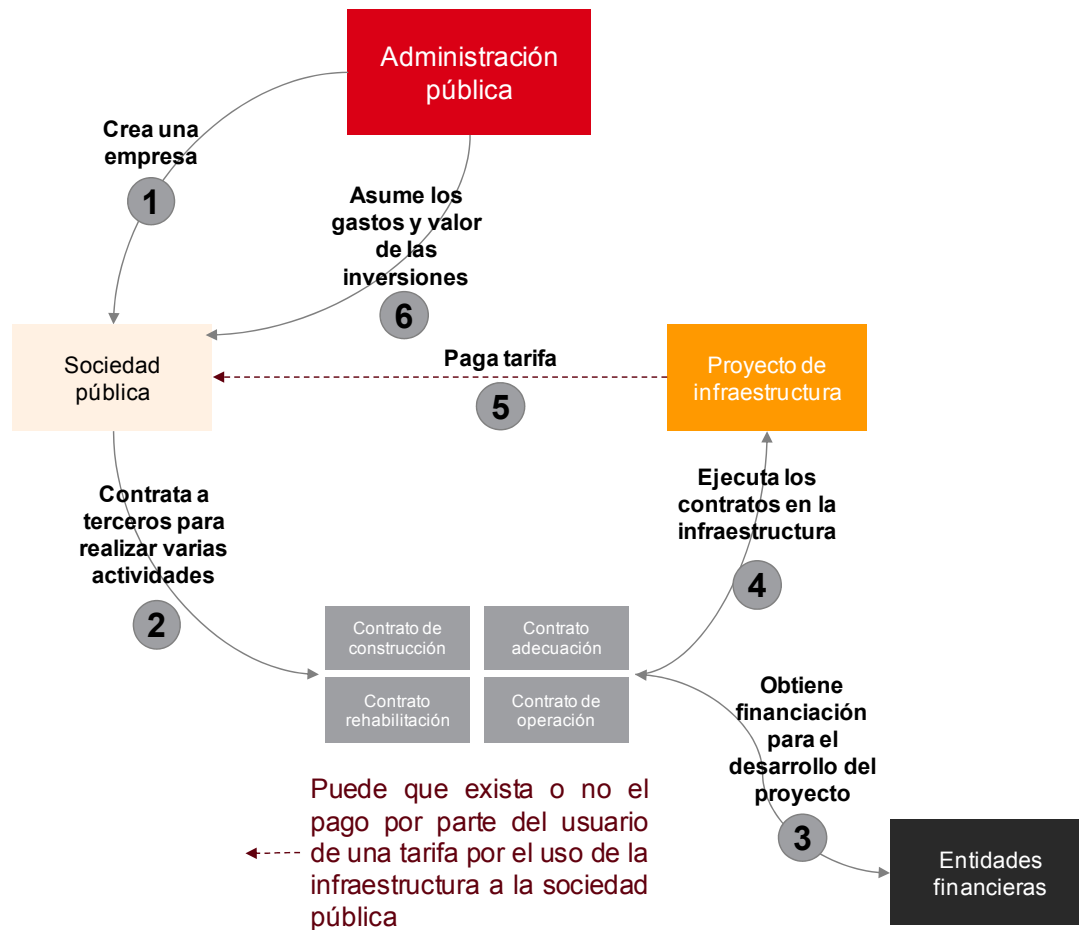 Administración
pública
Crea una
empresa
1
Asume los
gastos y valor
de las
inversiones
6
Sociedad
pública
Paga tarifa
5
Proyecto de
infraestructura
Contrata a
terceros para
realizar varias
actividades
2
Ejecuta los
contratos en la
infraestructura
4
Contrato de
construcción
Contrato
adecuación
Contrato
rehabilitación
Contrato de
operación
Obtiene
financiación
para el
desarrollo del
proyecto
3
Puede que exista o no el
pago por parte del usuario
de una tarifa por el uso de la
infraestructura a la sociedad
pública
Entidades
financieras